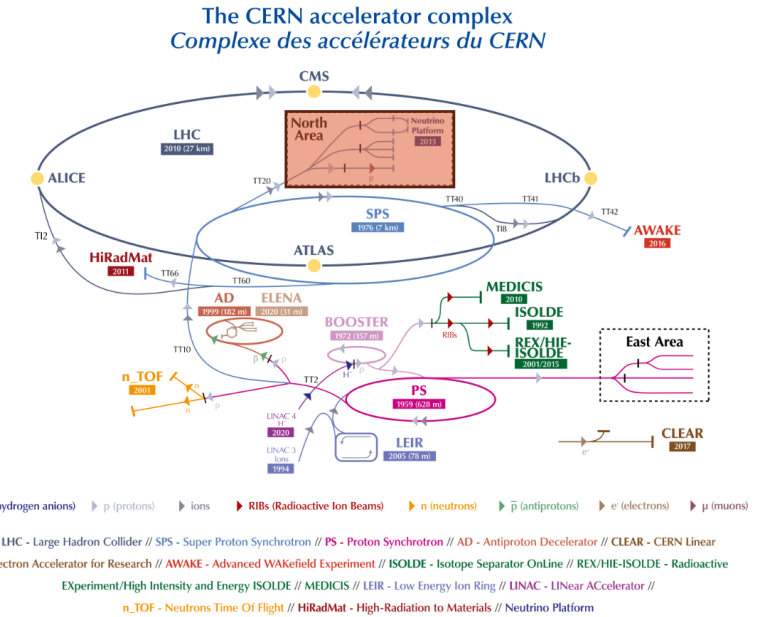 The CERN accelerator complex
Complexe des accélérateurs du CERN
CMS
North
Area
Neutrino
Platform
2013
LHC
2010 (27 km)
μ
ALICE
LHCb
TT20
TT40
TT41
SPS
1976 (7 km)
TT42
TI8
AWAKE
2016
TI2
ATLAS
HiRadMat
2011
TT66
TT60
MEDICIS
2010
AD
1999 (182 m)
ELENA
2020 (31 m)
ISOLDE
1992
BOOSTER
1972 (157 m)
RIBs
REX/HIE-
ISOLDE
2001/2015
East Area
TT10
p̅
p
p
H⁻
n_TOF
2001
TT2
n
n
p
PS
1959 (628 m)
LINAC 4
H⁻
2020
LINAC 3
Ions
1994
LEIR
2005 (78 m)
CLEAR
2017
e⁻
ydrogen anions) p (protons) ions RIBs (Radioactive Ion Beams) n (neutrons) p̅ (antiprotons) e⁻ (electrons) μ (muons)
LHC - Large Hadron Collider // SPS - Super Proton Synchrotron // PS - Proton Synchrotron // AD - Antiproton Decelerator // CLEAR - CERN Linear
ectron Accelerator for Research // AWAKE - Advanced WAKefield Experiment // ISOLDE - Isotope Separator OnLine // REX/HIE-ISOLDE - Radioactive
EXperiment/High Intensity and Energy ISOLDE // MEDICIS // LEIR - Low Energy Ion Ring // LINAC - LINear ACcelerator //
n_TOF - Neutrons Time Of Flight // HiRadMat - High-Radiation to Materials // Neutrino Platform